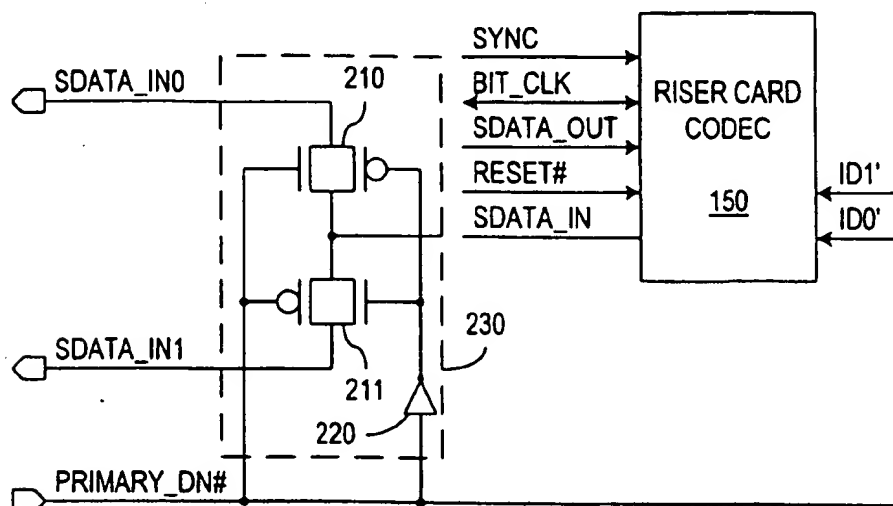 SDATA_IN0
210
SYNC
BIT_CLK
SDATA_OUT
RESET#
SDATA_IN
RISER CARD
CODEC
150
ID1'
ID0'
SDATA_IN1
211
230
220
PRIMARY_DN#